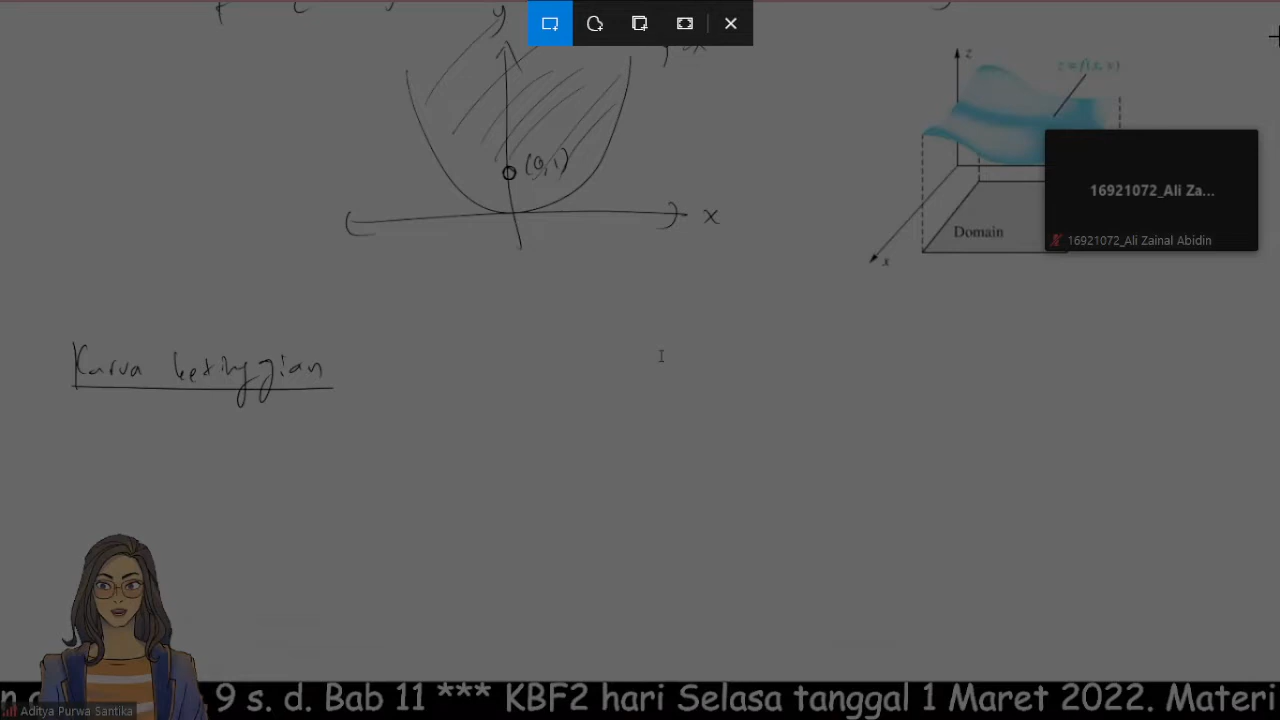 y
z
z = f(x, y)
(0,1)
16921072_Ali Za...
x
Domain
16921072_Ali Zainal Abidin
x
Kurva ketinggian
9 s. d. Bab 11 *** KBF2 hari Selasa tanggal 1 Maret 2022. Materi
Aditya Purwa Santika